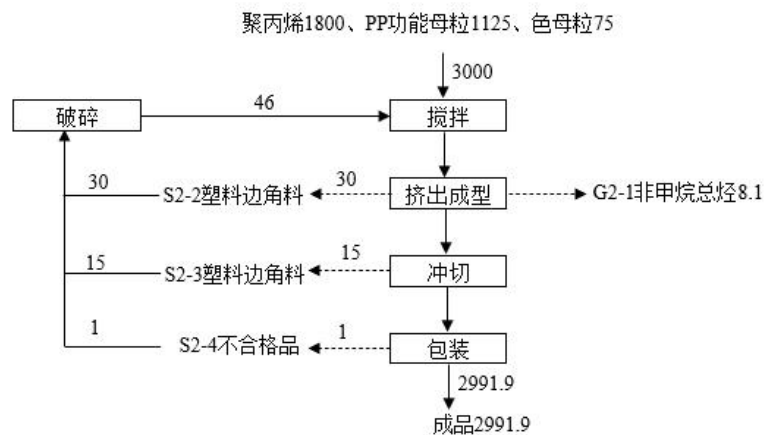 聚丙烯1800、PP功能母粒1125、色母粒75
3000
破碎
46
搅拌
30
S2-2塑料边角料
30
挤出成型
G2-1非甲烷总烃8.1
15
S2-3塑料边角料
15
冲切
1
S2-4不合格品
1
包装
2991.9
成品2991.9